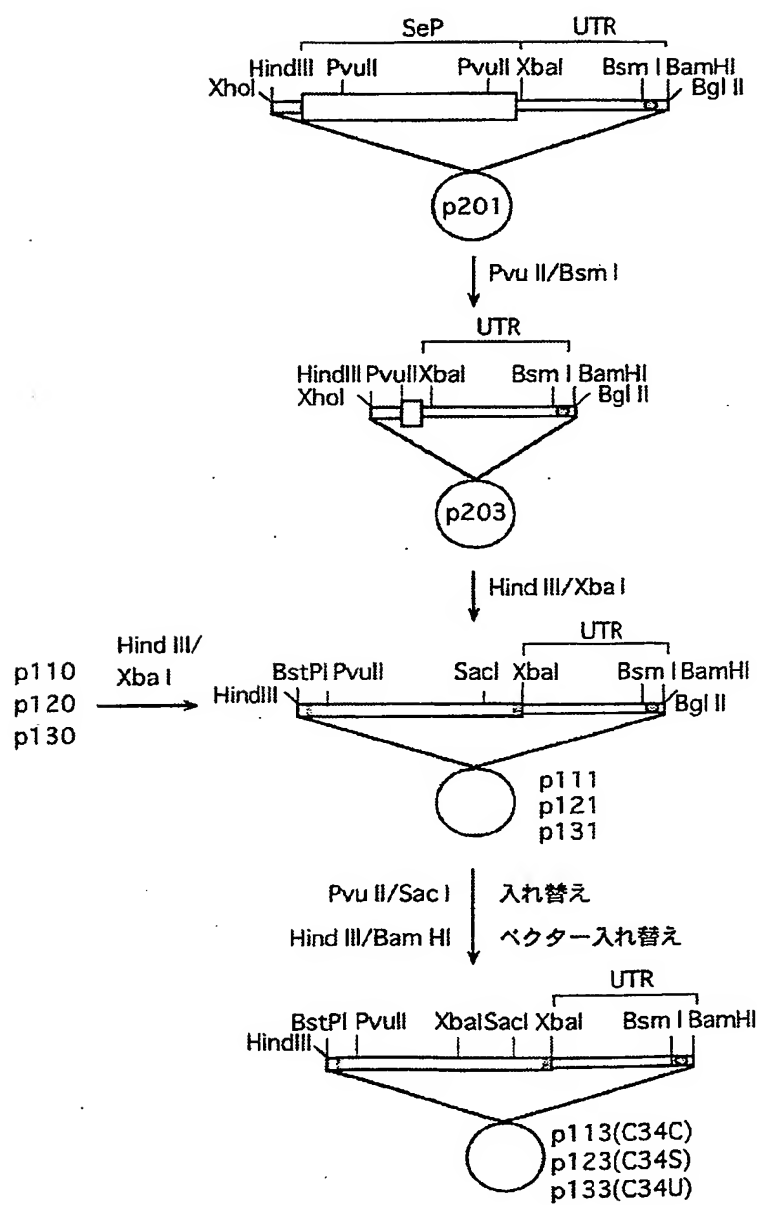 SeP UTR
HindIII PvuII PvuII XbaI Bsm I BamHI
XhoI Bgl II
p201
Pvu II/Bsm I
UTR
HindIII PvuII XbaI Bsm I BamHI
XhoI Bgl II
p203
Hind III/Xba I
UTR
p110
p120
p130
Hind III/
Xba I
BstPI PvuII SacI XbaI Bsm I BamHI
HindIII Bgl II
p111
p121
p131
Pvu II/Sac I 入れ替え
Hind III/Bam HI ベクター入れ替え
UTR
BstPI PvuII XbaI SacI XbaI Bsm I BamHI
HindIII
p113(C34C)
p123(C34S)
p133(C34U)